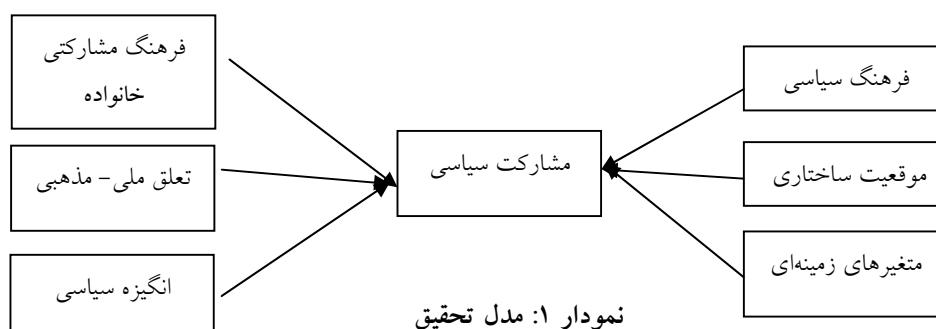 فرهنگ سیاسی
موقعیت ساختاری
متغیرهای زمینه‌ای
مشارکت سیاسی
فرهنگ مشارکتی
خانواده
تعلق ملی- مذهبی
انگیزه سیاسی
نمودار ۱: مدل تحقیق